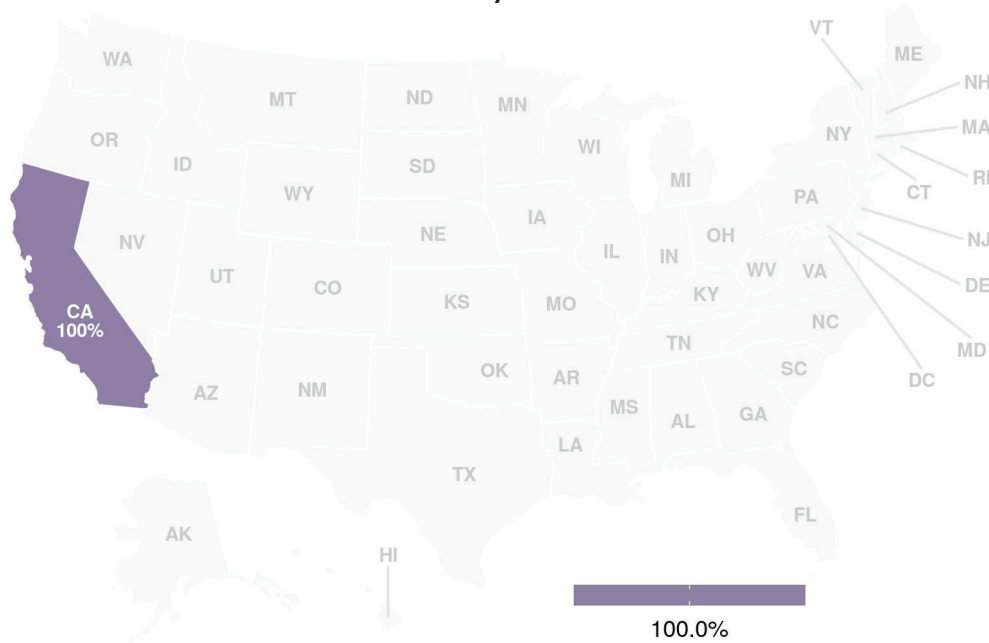 VT
ME
WA
NH
MT
ND
MN
MA
OR
NY
WI
ID
SD
RI
MI
CT
WY
PA
IA
NE
OH
NJ
NV
IL
IN
UT
WV
VA
CO
DE
KY
KS
MO
CA
100%
NC
TN
MD
OK
SC
AR
DC
AZ
NM
MS
GA
AL
LA
TX
FL
AK
HI
100.0%